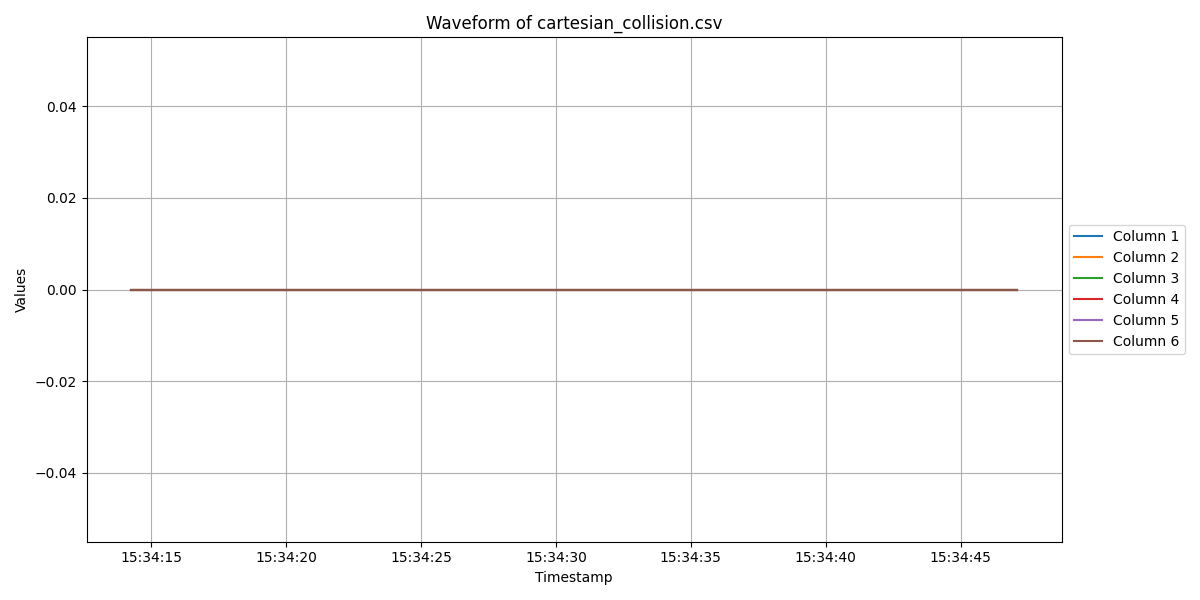 Waveform of cartesian_collision.csv
Values
0.04
0.02
0.00
−0.02
−0.04
15:34:15 15:34:20 15:34:25 15:34:30 15:34:35 15:34:40 15:34:45
Timestamp
Column 1
Column 2
Column 3
Column 4
Column 5
Column 6